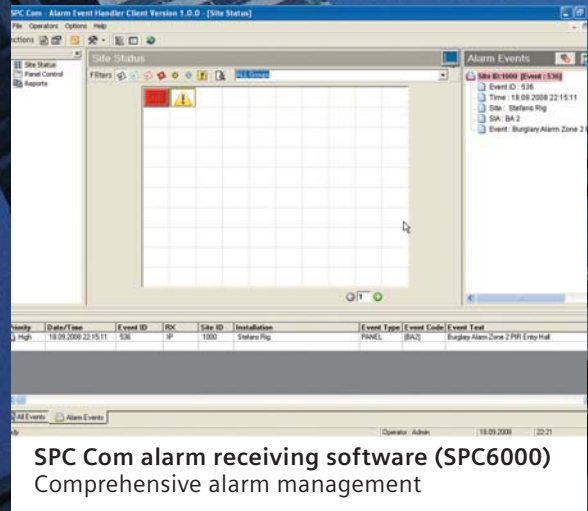 SPC Com - Alarm Event Handler Client Version 1.0.0 - [Site Status]
File Operators Options Help
Site Status
Panel Control
Reports
Site Status
Filters
ALL Groups
1
Alarm Events
Site ID:1000 [Event : 536]
Event ID : 536
Time : 18.09.2008 22:15:11
Site : Stefans Rig
SIA : BA 2
Event : Burglary Alarm Zone 2
Priority Date/Time Event ID RX Site ID Installation Event Type Event Code Event Text
High 18.09.2008 22:15:11 536 IP 1000 Stefans Rig PANEL [BA2] Burglary Alarm Zone 2 PIR Entry Hall
All Events Alarm Events
Operator : Admin 18.09.2008 22:21
SPC Com alarm receiving software (SPC6000)
Comprehensive alarm management